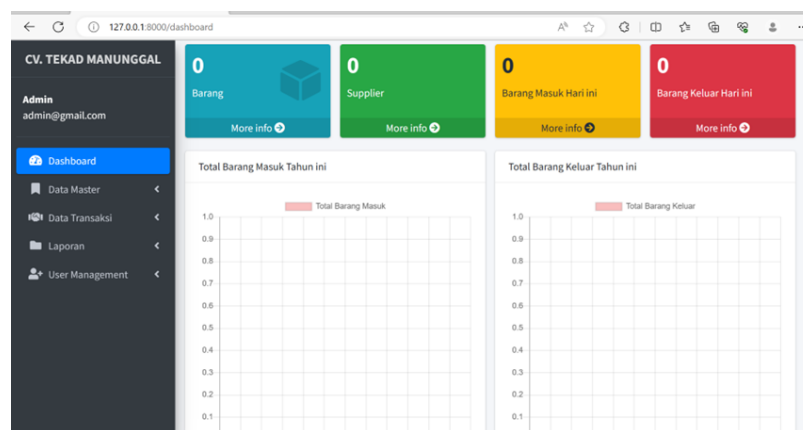 127.0.0.1:8000/dashboard
CV. TEKAD MANUNGGAL
Admin
admin@gmail.com
Dashboard
Data Master
Data Transaksi
Laporan
User Management
0
Barang
More info
0
Supplier
More info
0
Barang Masuk Hari ini
More info
0
Barang Keluar Hari ini
More info
Total Barang Masuk Tahun ini
Total Barang Masuk
1.0
0.9
0.8
0.7
0.6
0.5
0.4
0.3
0.2
0.1
Total Barang Keluar Tahun ini
Total Barang Keluar
1.0
0.9
0.8
0.7
0.6
0.5
0.4
0.3
0.2
0.1